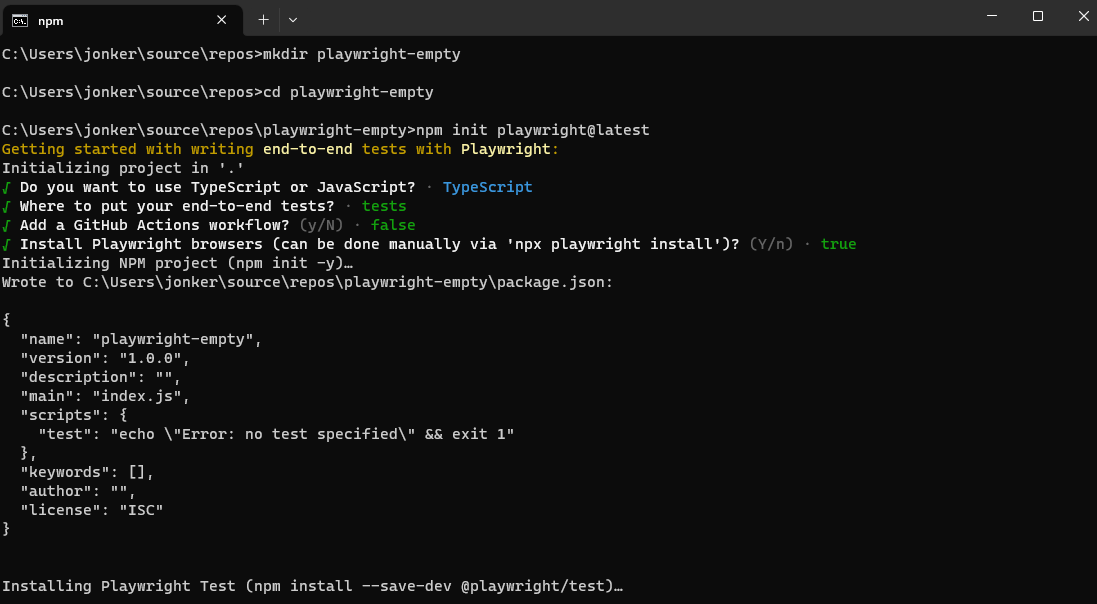 npm
C:\Users\jonker\source\repos>mkdir playwright-empty
C:\Users\jonker\source\repos>cd playwright-empty
C:\Users\jonker\source\repos\playwright-empty>npm init playwright@latest
Getting started with writing end-to-end tests with Playwright:
Initializing project in '.'
√ Do you want to use TypeScript or JavaScript? · TypeScript
√ Where to put your end-to-end tests? · tests
√ Add a GitHub Actions workflow? (y/N) · false
√ Install Playwright browsers (can be done manually via 'npx playwright install')? (Y/n) · true
Initializing NPM project (npm init -y)…
Wrote to C:\Users\jonker\source\repos\playwright-empty\package.json:
{
  "name": "playwright-empty",
  "version": "1.0.0",
  "description": "",
  "main": "index.js",
  "scripts": {
    "test": "echo \"Error: no test specified\" && exit 1"
  },
  "keywords": [],
  "author": "",
  "license": "ISC"
}
Installing Playwright Test (npm install --save-dev @playwright/test)…